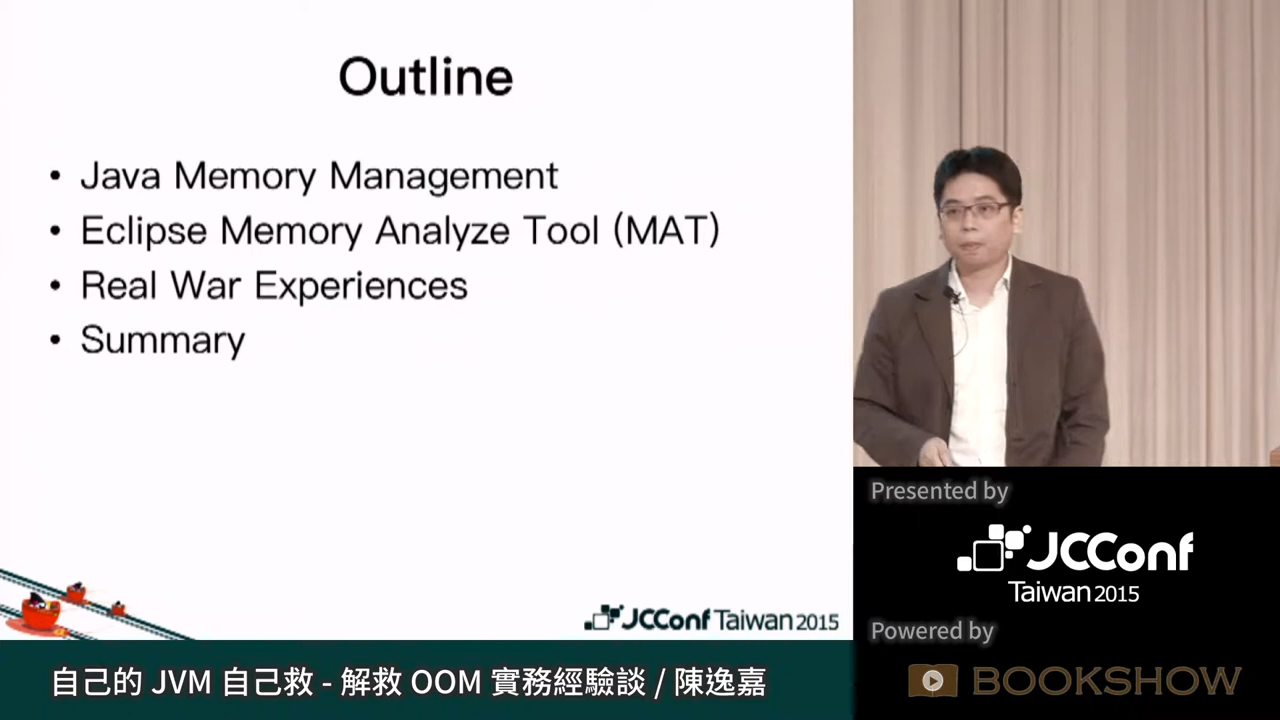 Outline
• Java Memory Management
• Eclipse Memory Analyze Tool (MAT)
• Real War Experiences
• Summary
JCConf Taiwan 2015
自己的 JVM 自己救 - 解救 OOM 實務經驗談 / 陳逸嘉
Presented by
JCConf
Taiwan 2015
Powered by
BOOKSHOW